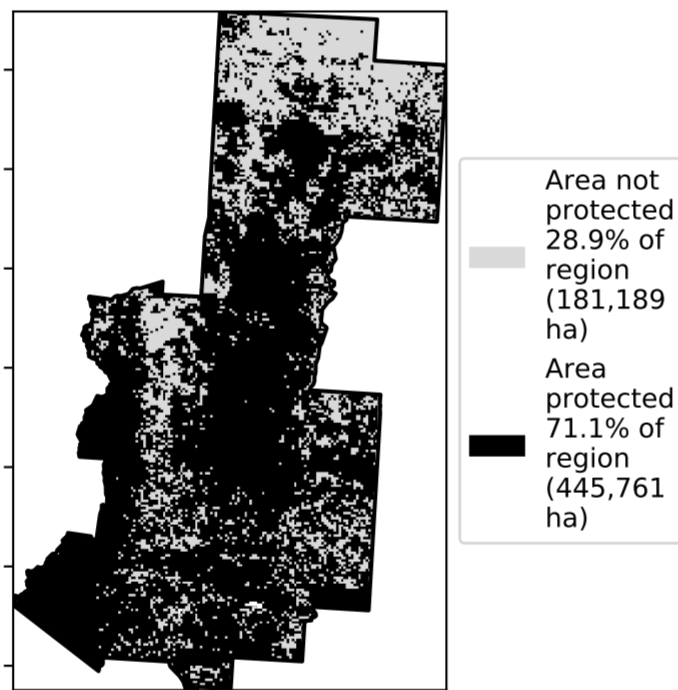 Area not
protected
28.9% of
region
(181,189
ha)
Area
protected
71.1% of
region
(445,761
ha)